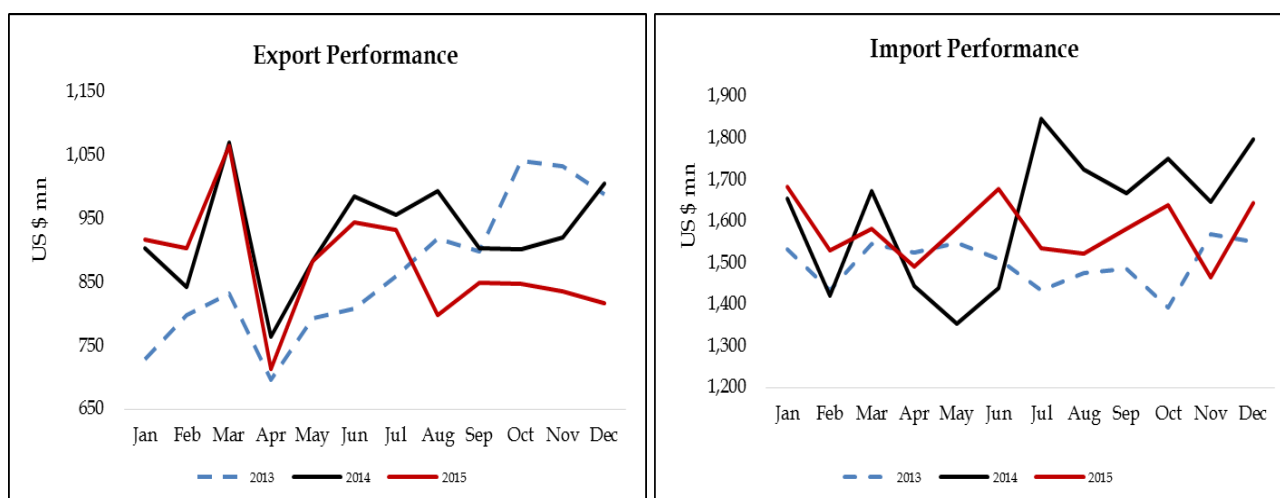 Export Performance
US $ mn
1,150
1,050
950
850
750
650
Jan Feb Mar Apr May Jun Jul Aug Sep Oct Nov Dec
2013 2014 2015
Import Performance
US $ mn
1,900
1,800
1,700
1,600
1,500
1,400
1,300
1,200
Jan Feb Mar Apr May Jun Jul Aug Sep Oct Nov Dec
2013 2014 2015